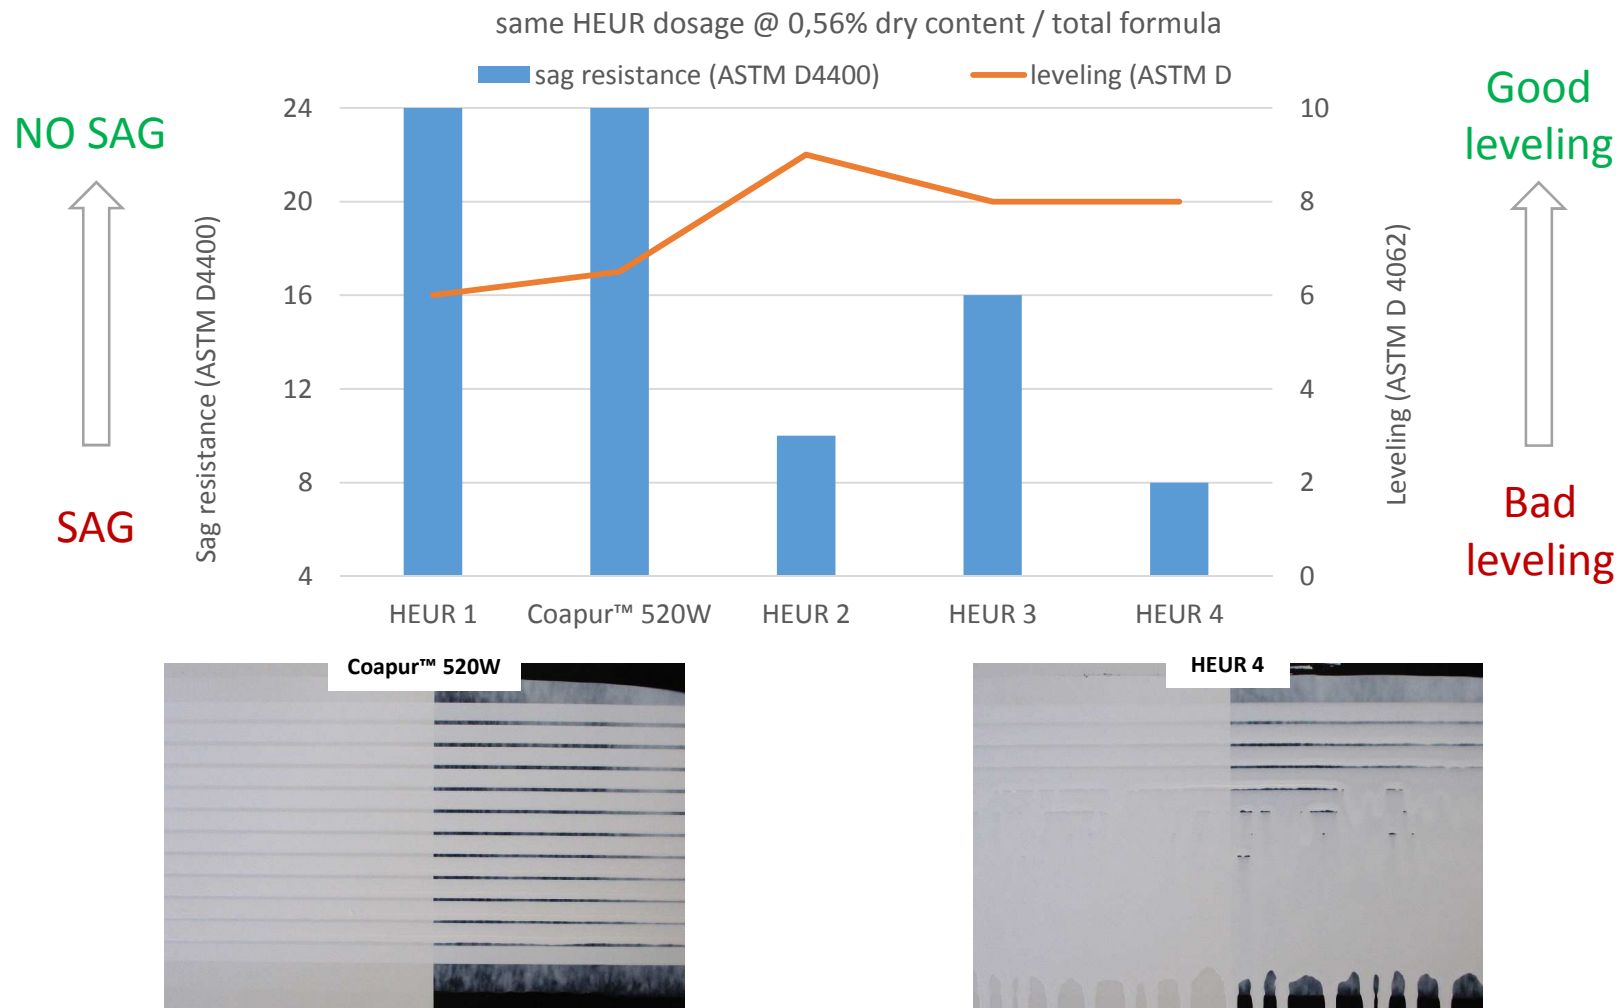 same HEUR dosage @ 0,56% dry content / total formula
sag resistance (ASTM D4400)
leveling (ASTM D
NO SAG
SAG
Sag resistance (ASTM D4400)
24
20
16
12
8
4
10
8
6
4
2
0
Leveling (ASTM D 4062)
Good
leveling
Bad
leveling
HEUR 1
Coapur™ 520W
HEUR 2
HEUR 3
HEUR 4
Coapur™ 520W
HEUR 4